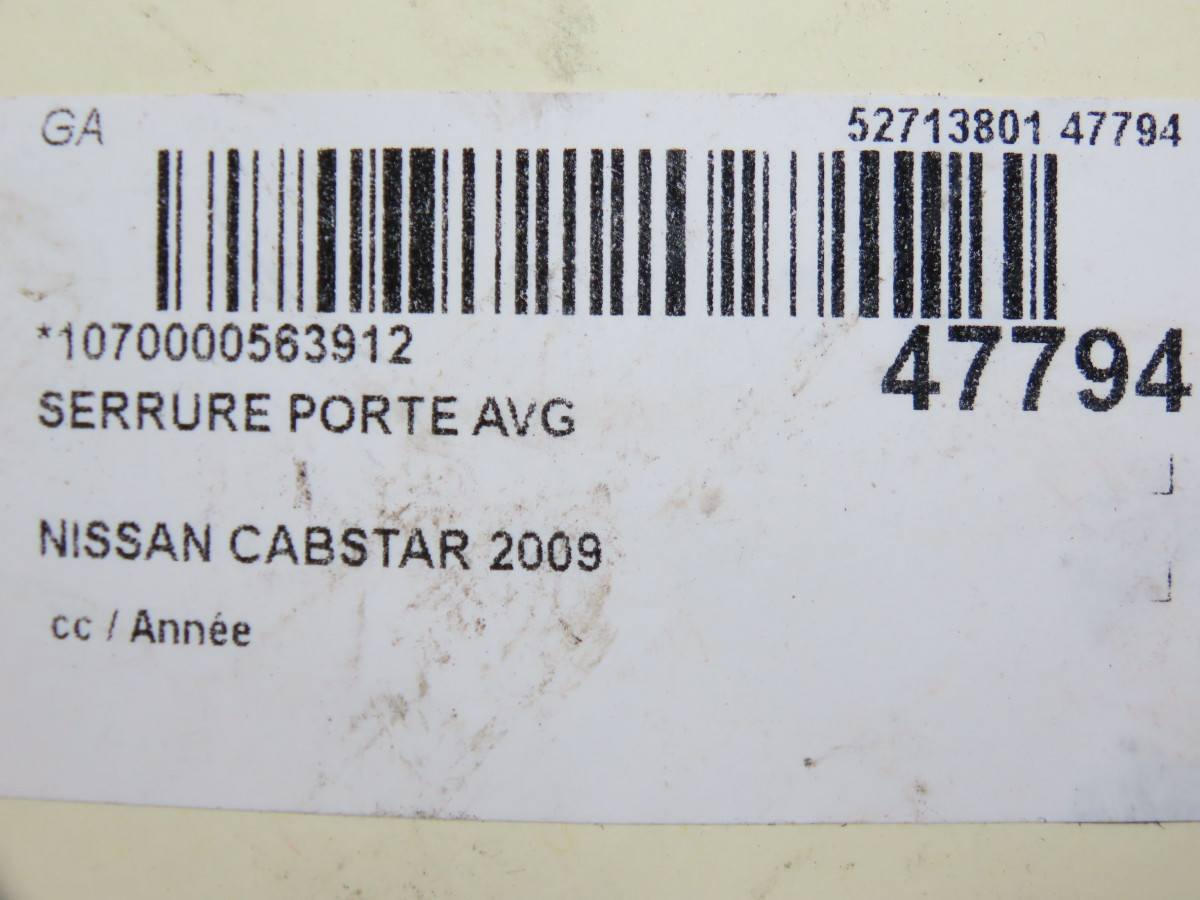 GA
52713801 47794
*1070000563912
47794
SERRURE PORTE AVG
NISSAN CABSTAR 2009
cc / Année